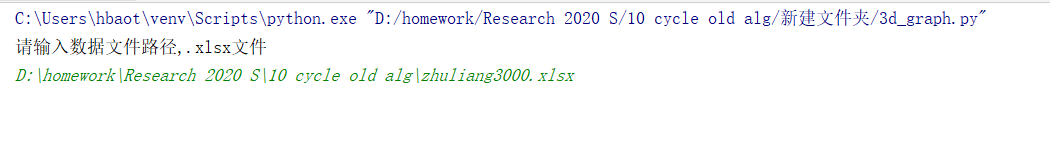 C:\Users\hbaot\venv\Scripts\python.exe "D:/homework/Research 2020 S/10 cycle old alg/新建文件夹/3d_graph.py"
请输入数据文件路径,.xlsx文件
D:\homework\Research 2020 S\10 cycle old alg\zhuliang3000.xlsx